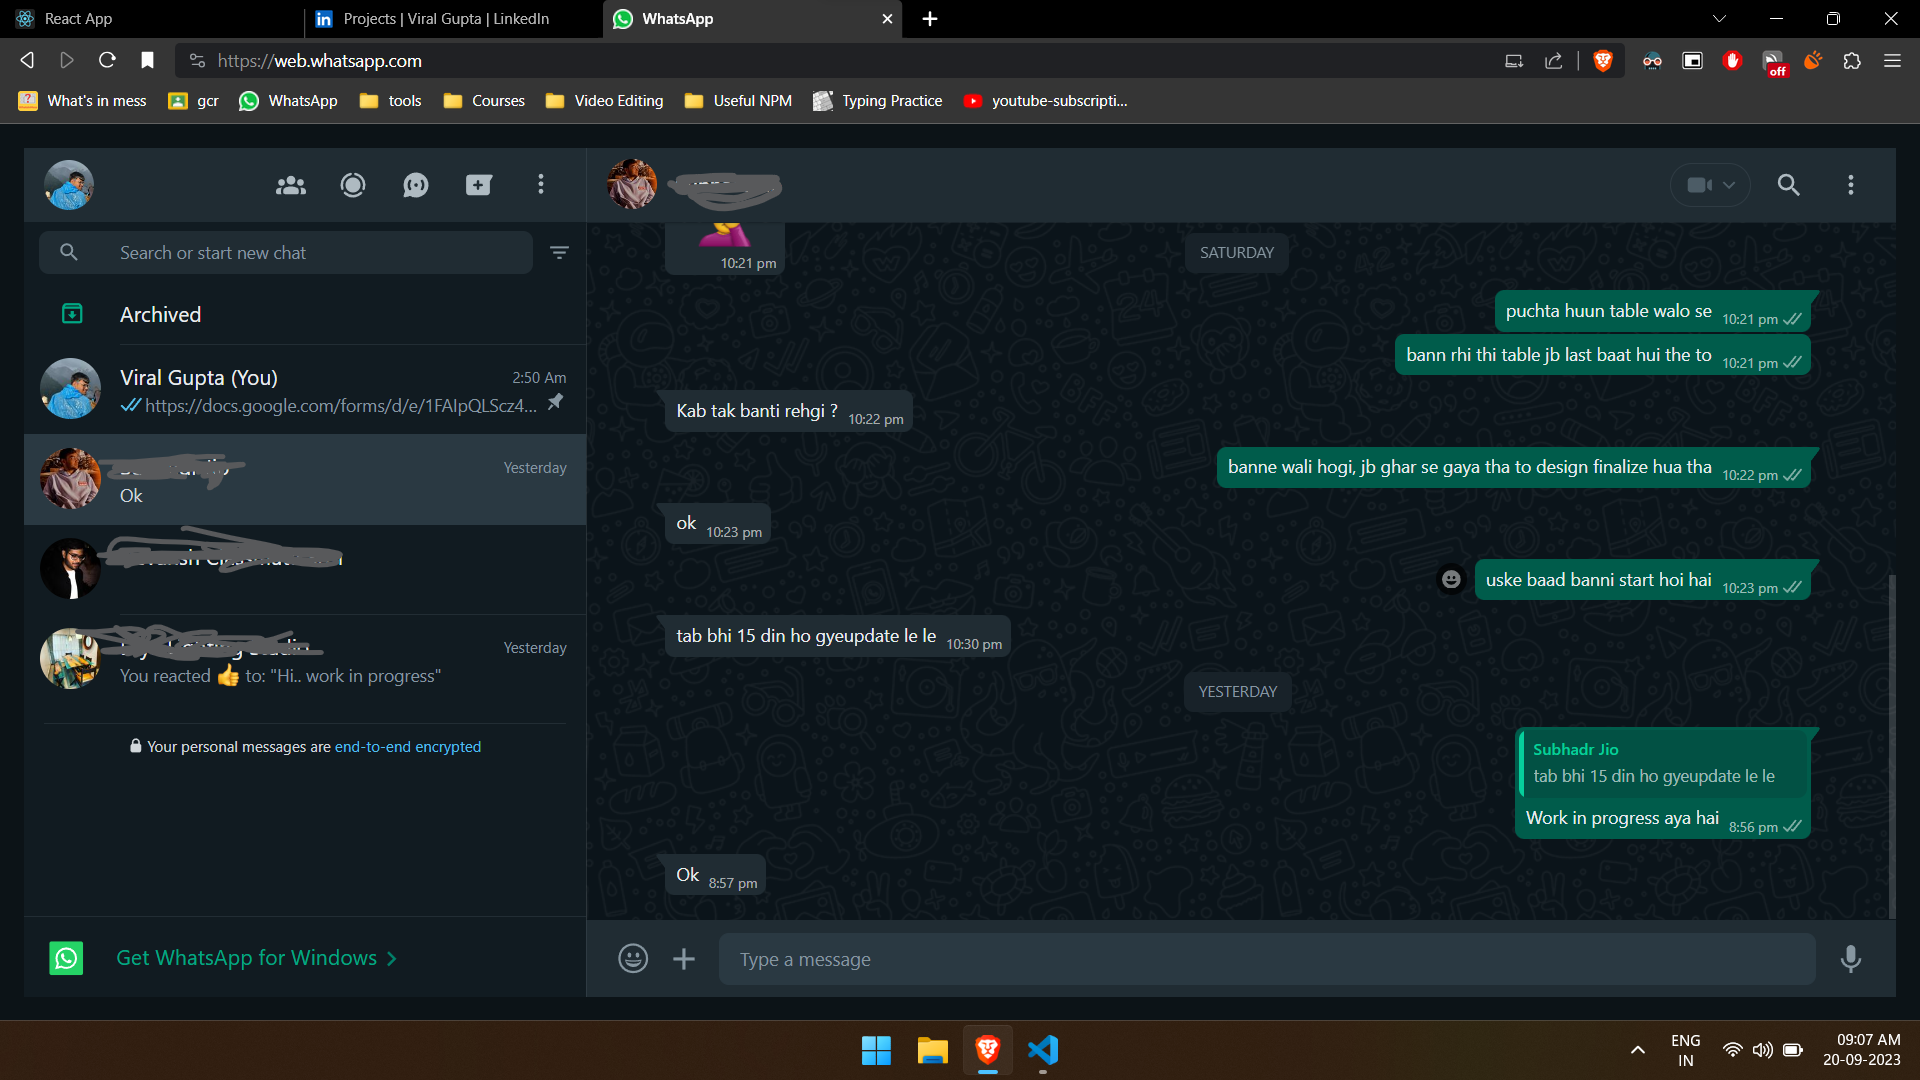 React App
Projects | Viral Gupta | LinkedIn
WhatsApp
https://web.whatsapp.com
off
What's in mess
gcr
WhatsApp
tools
Courses
Video Editing
Useful NPM
Typing Practice
youtube-subscripti...
Search or start new chat
Archived
Viral Gupta (You)
2:50 Am
https://docs.google.com/forms/d/e/1FAIpQLScz4...
Yesterday
Ok
Yesterday
You reacted 👍 to: "Hi.. work in progress"
Your personal messages are end-to-end encrypted
Get WhatsApp for Windows
10:21 pm
SATURDAY
puchta huun table walo se 10:21 pm
bann rhi thi table jb last baat hui the to 10:21 pm
Kab tak banti rehgi ? 10:22 pm
banne wali hogi, jb ghar se gaya tha to design finalize hua tha 10:22 pm
ok 10:23 pm
uske baad banni start hoi hai 10:23 pm
tab bhi 15 din ho gyeupdate le le 10:30 pm
YESTERDAY
Subhadr Jio
tab bhi 15 din ho gyeupdate le le
Work in progress aya hai 8:56 pm
Ok 8:57 pm
Type a message
ENG
IN
09:07 AM
20-09-2023